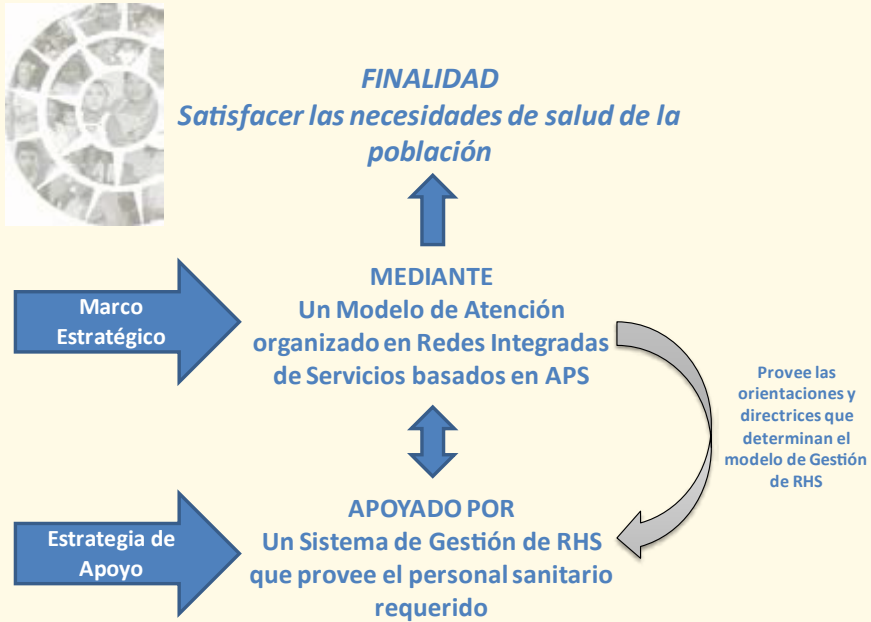 FINALIDAD
Satisfacer las necesidades de salud de la
población
Marco
Estratégico
MEDIANTE
Un Modelo de Atención
organizado en Redes Integradas
de Servicios basados en APS
Provee las
orientaciones y
directrices que
determinan el
modelo de Gestión
de RHS
Estrategia de
Apoyo
APOYADO POR
Un Sistema de Gestión de RHS
que provee el personal sanitario
requerido